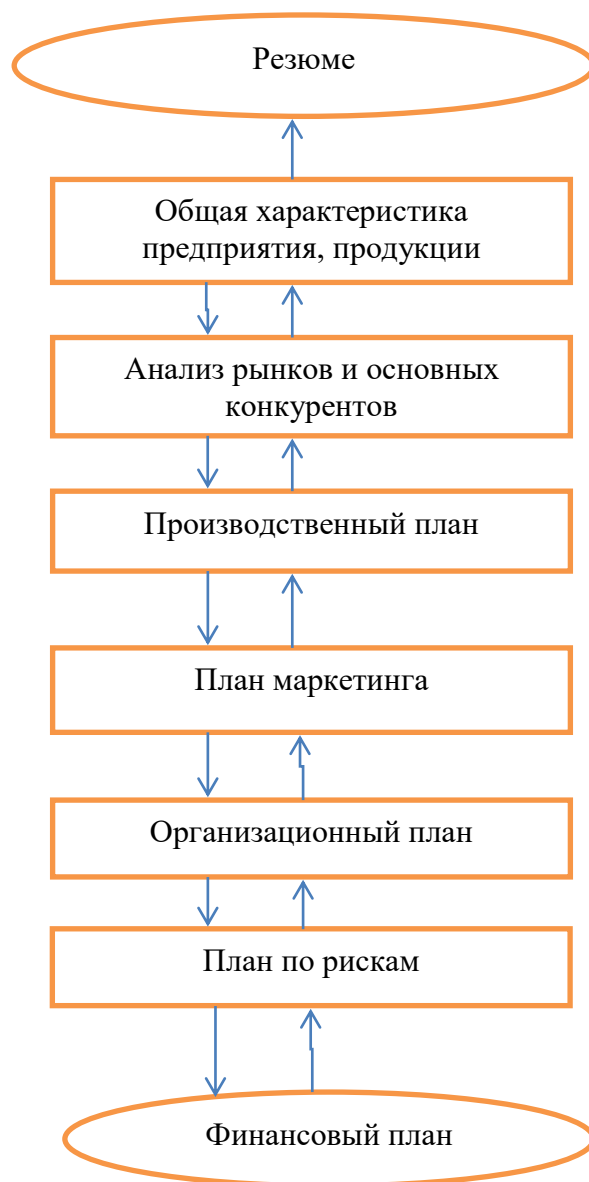 Резюме
Общая характеристика
предприятия, продукции
Анализ рынков и основных
конкурентов
Производственный план
План маркетинга
Организационный план
План по рискам
Финансовый план